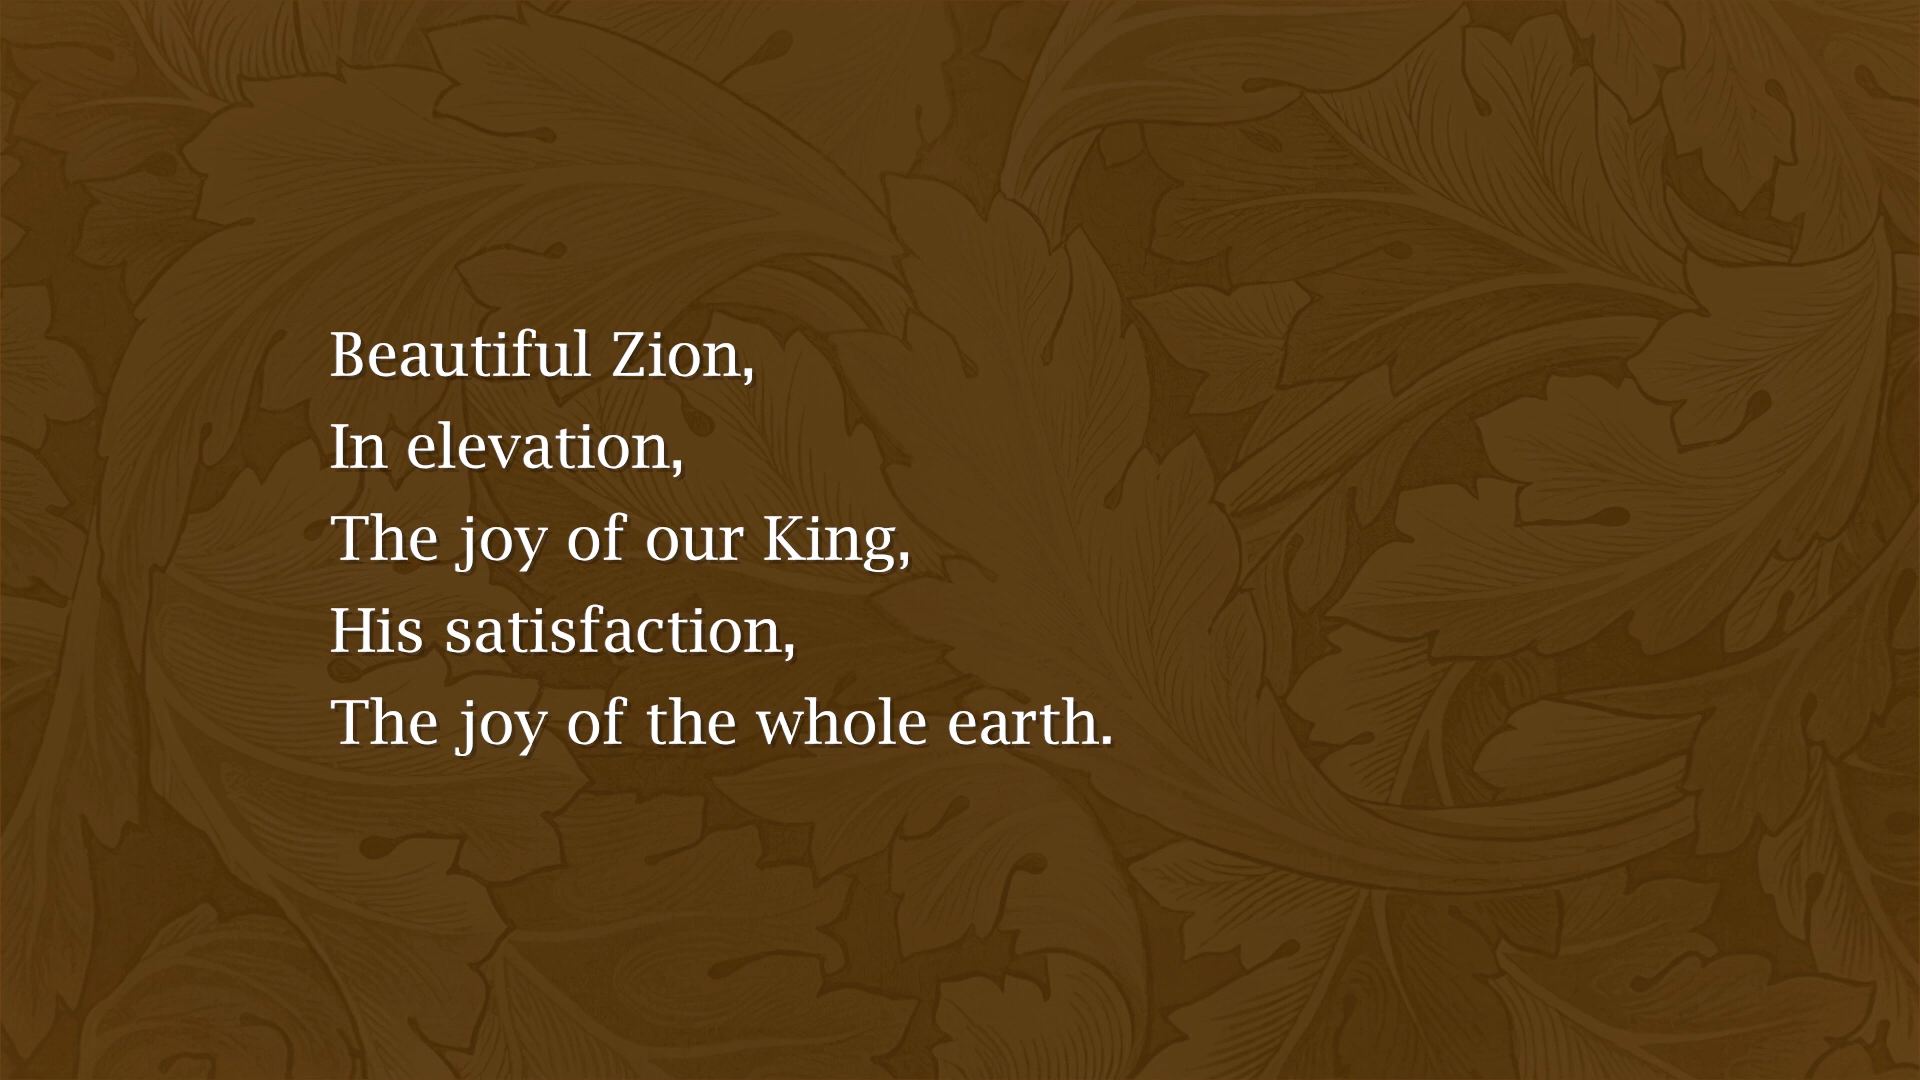 Beautiful Zion,
In elevation,
The joy of our King,
His satisfaction,
The joy of the whole earth.